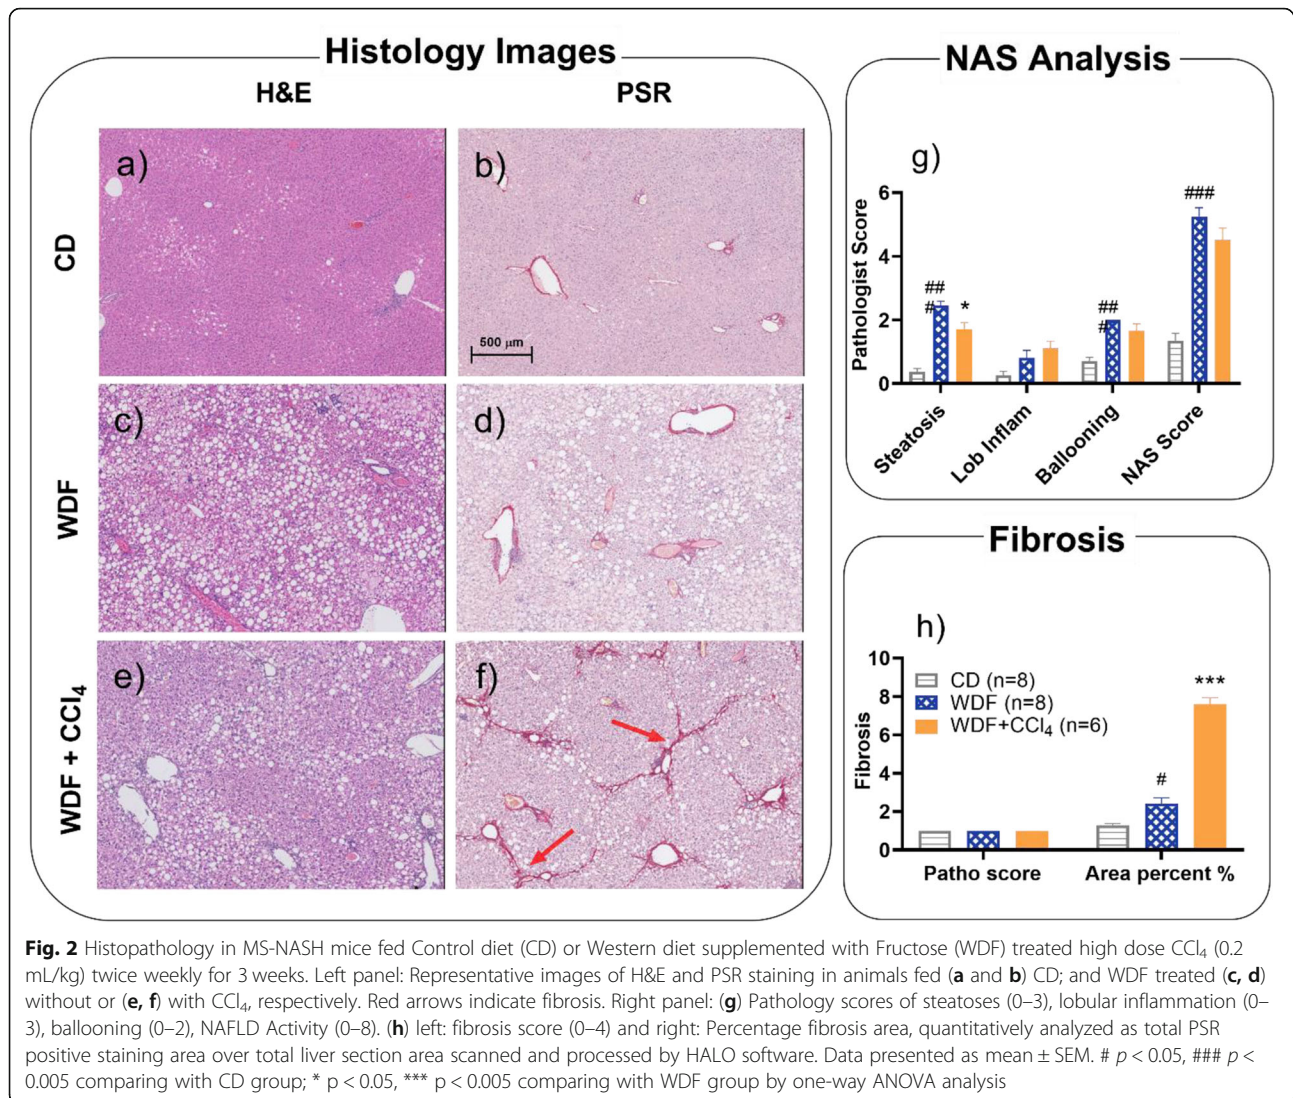 Histology Images
H&E
PSR
CD
a)
b)
500 μm
WDF
c)
d)
WDF + CCl₄
e)
f)
NAS Analysis
g)
Pathologist Score
6
4
2
0
##
#
*
##
#
###
Steatosis
Lob Inflam
Ballooning
NAS Score
Fibrosis
h)
Fibrosis
10
8
6
4
2
0
CD (n=8)
WDF (n=8)
WDF+CCl₄ (n=6)
#
***
Patho score
Area percent %
Fig. 2 Histopathology in MS-NASH mice fed Control diet (CD) or Western diet supplemented with Fructose (WDF) treated high dose CCl₄ (0.2
mL/kg) twice weekly for 3 weeks. Left panel: Representative images of H&E and PSR staining in animals fed (a and b) CD; and WDF treated (c, d)
without or (e, f) with CCl₄, respectively. Red arrows indicate fibrosis. Right panel: (g) Pathology scores of steatoses (0–3), lobular inflammation (0–
3), ballooning (0–2), NAFLD Activity (0–8). (h) left: fibrosis score (0–4) and right: Percentage fibrosis area, quantitatively analyzed as total PSR
positive staining area over total liver section area scanned and processed by HALO software. Data presented as mean ± SEM. # p < 0.05, ### p <
0.005 comparing with CD group; * p < 0.05, *** p < 0.005 comparing with WDF group by one-way ANOVA analysis